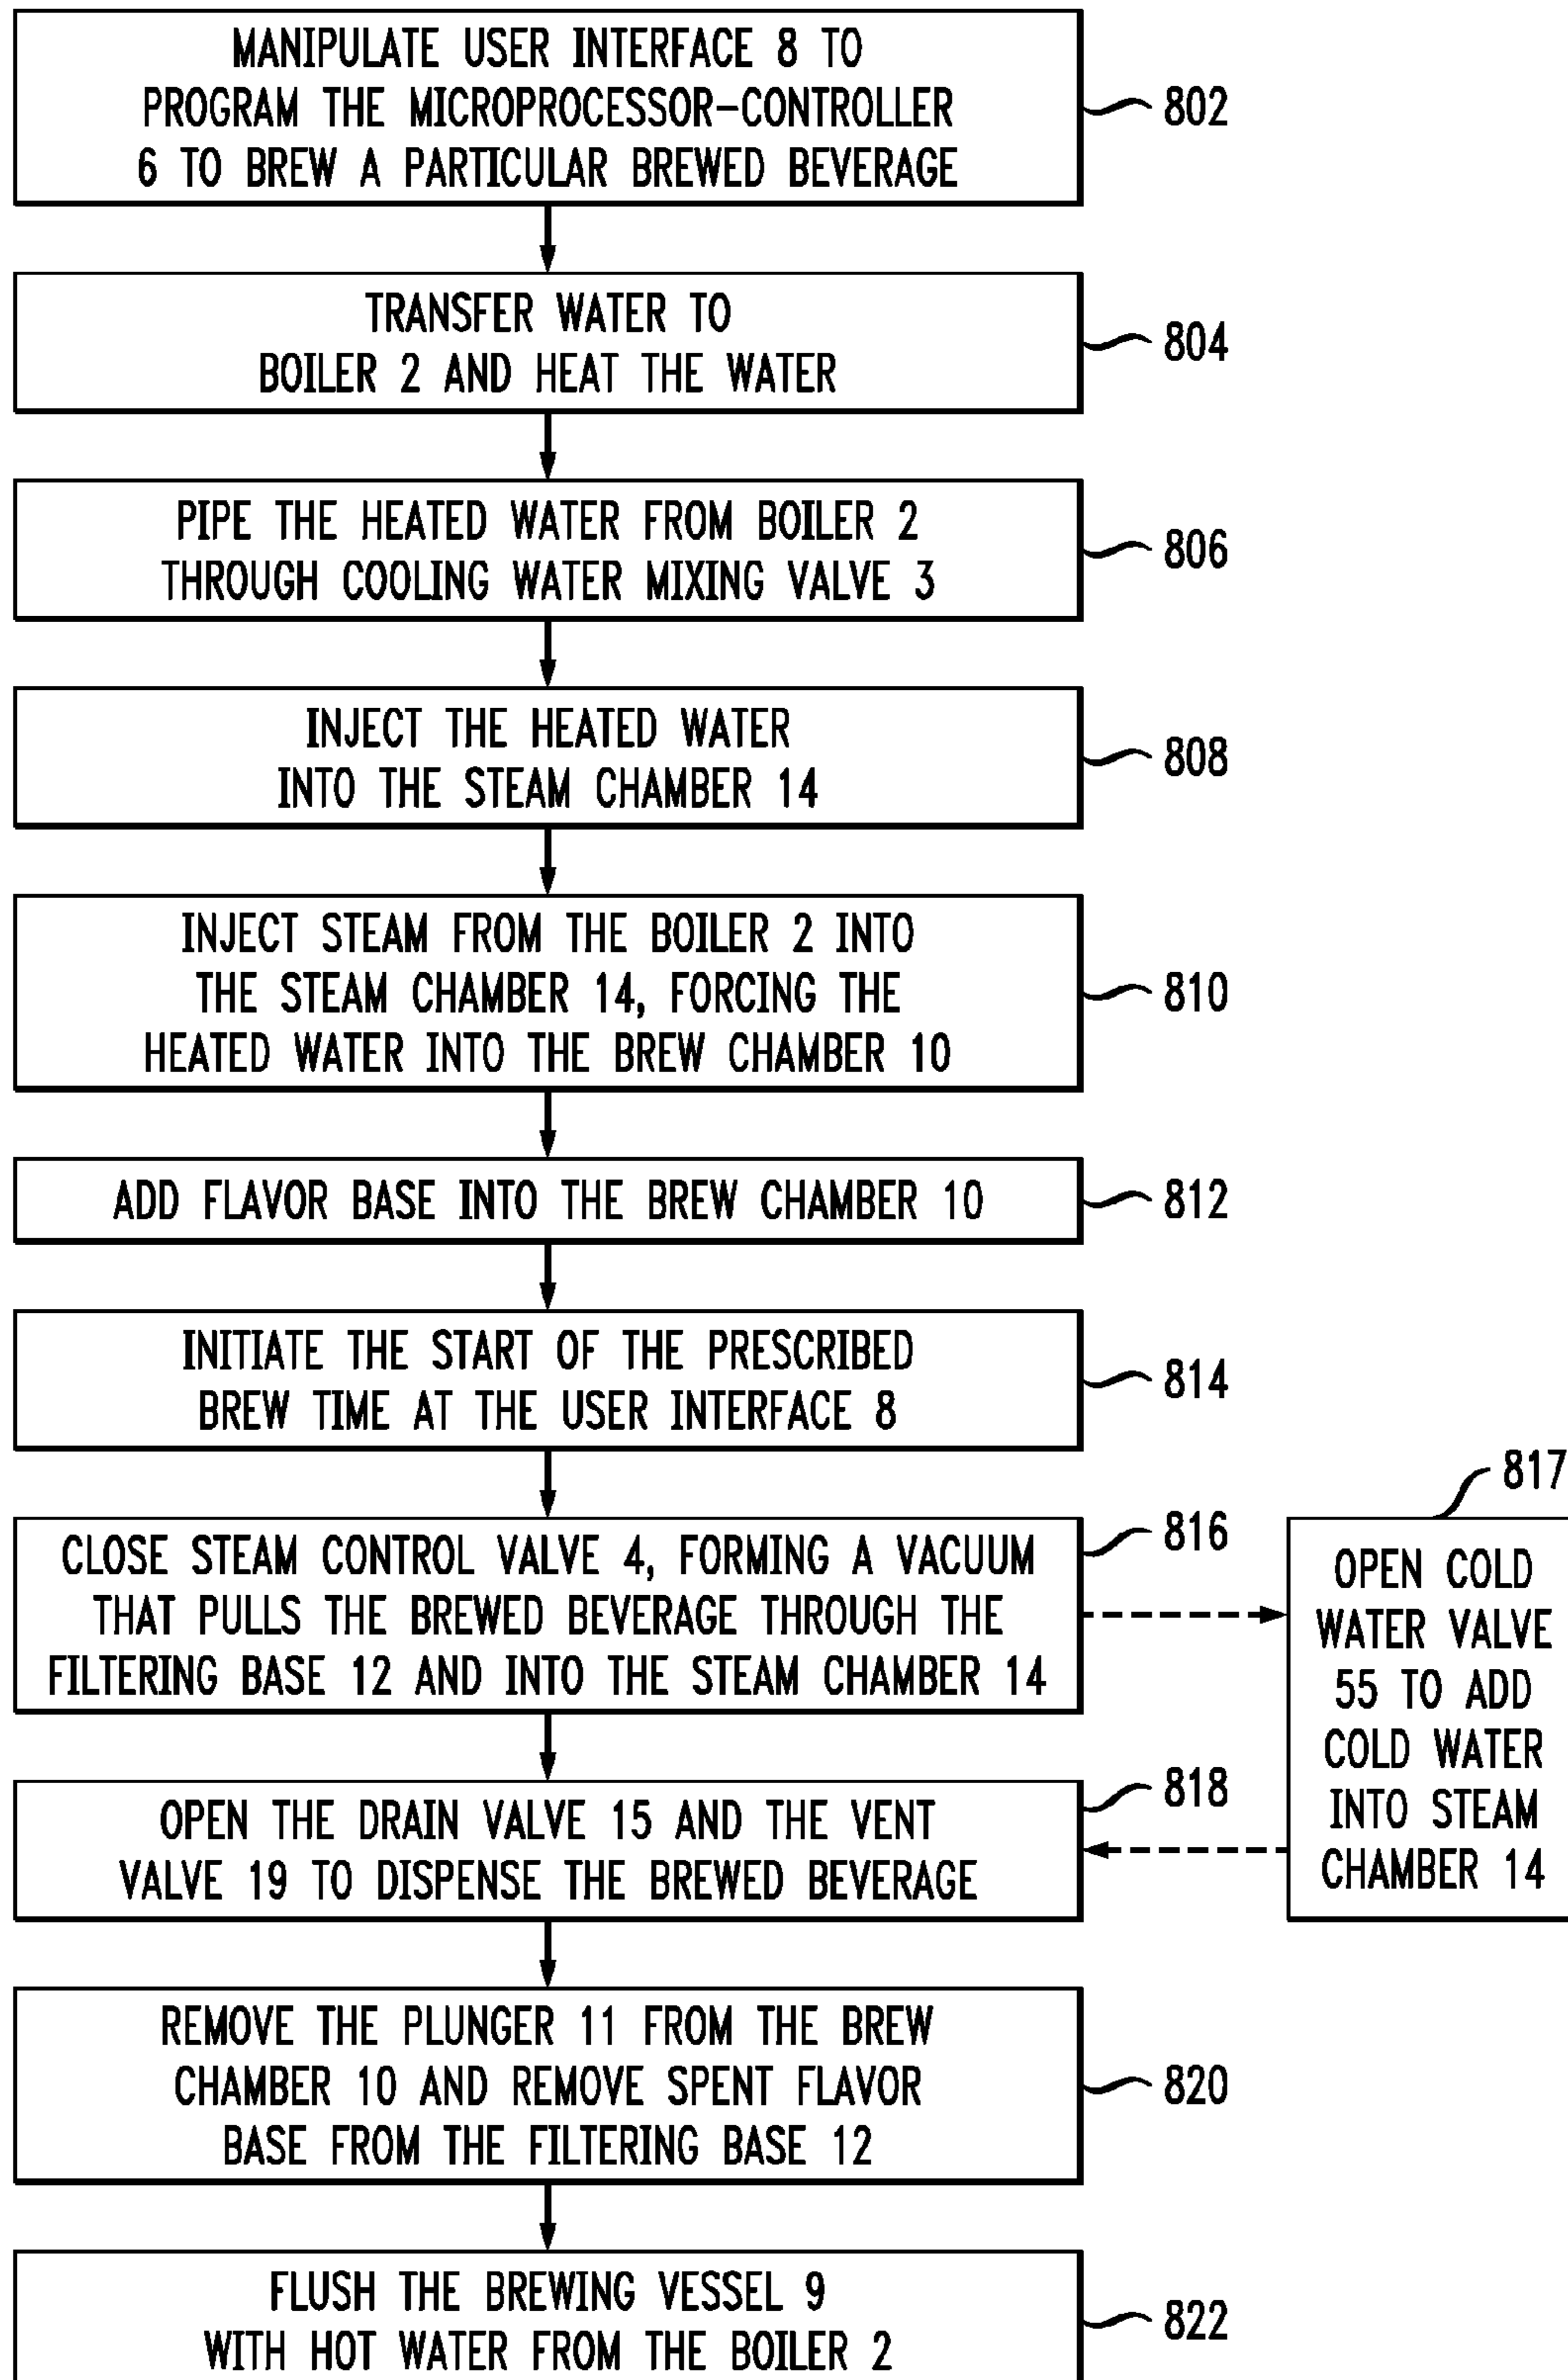 MANIPULATE USER INTERFACE 8 TO
PROGRAM THE MICROPROCESSOR-CONTROLLER
6 TO BREW A PARTICULAR BREWED BEVERAGE
802
TRANSFER WATER TO
BOILER 2 AND HEAT THE WATER
804
PIPE THE HEATED WATER FROM BOILER 2
THROUGH COOLING WATER MIXING VALVE 3
806
INJECT THE HEATED WATER
INTO THE STEAM CHAMBER 14
808
INJECT STEAM FROM THE BOILER 2 INTO
THE STEAM CHAMBER 14, FORCING THE
HEATED WATER INTO THE BREW CHAMBER 10
810
ADD FLAVOR BASE INTO THE BREW CHAMBER 10
812
INITIATE THE START OF THE PRESCRIBED
BREW TIME AT THE USER INTERFACE 8
814
CLOSE STEAM CONTROL VALVE 4, FORMING A VACUUM
THAT PULLS THE BREWED BEVERAGE THROUGH THE
FILTERING BASE 12 AND INTO THE STEAM CHAMBER 14
816
817
OPEN COLD
WATER VALVE
55 TO ADD
COLD WATER
INTO STEAM
CHAMBER 14
OPEN THE DRAIN VALVE 15 AND THE VENT
VALVE 19 TO DISPENSE THE BREWED BEVERAGE
818
REMOVE THE PLUNGER 11 FROM THE BREW
CHAMBER 10 AND REMOVE SPENT FLAVOR
BASE FROM THE FILTERING BASE 12
820
FLUSH THE BREWING VESSEL 9
WITH HOT WATER FROM THE BOILER 2
822